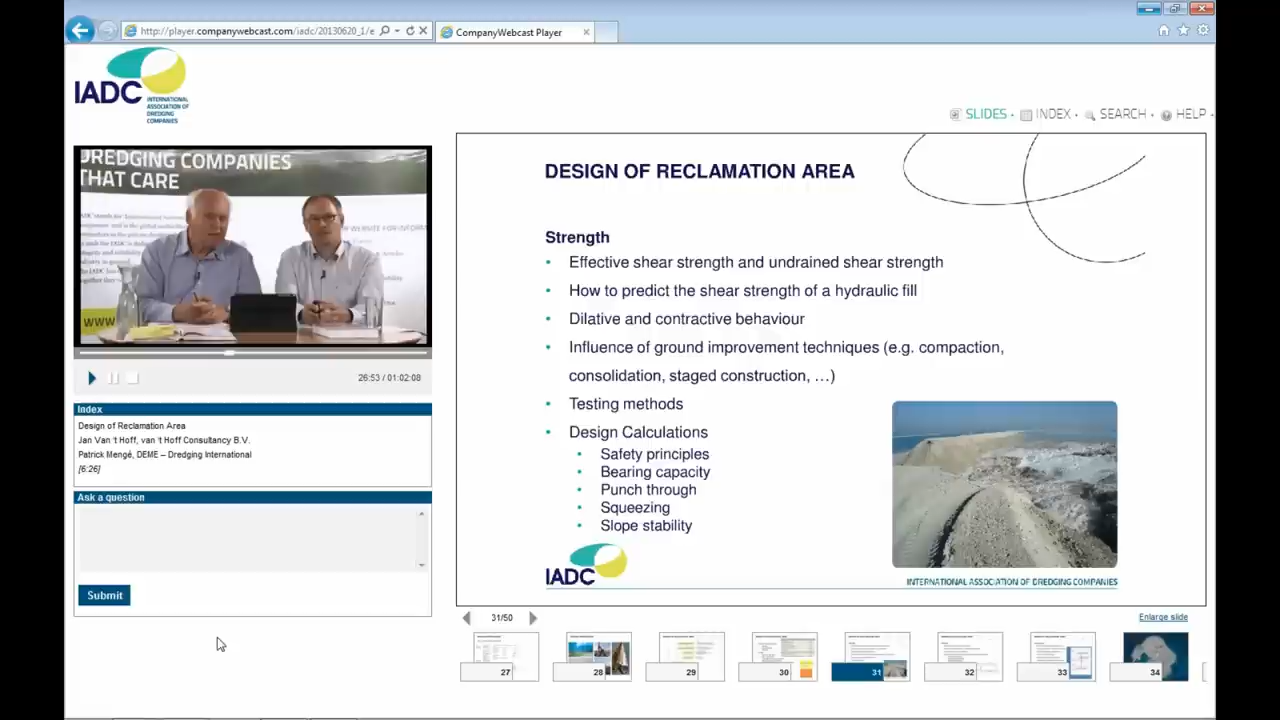 http://player.companywebcast.com/iadc/20130620_1/e
CompanyWebcast Player
IADC
INTERNATIONAL
ASSOCIATION OF
DREDGING
COMPANIES
SLIDES
INDEX
SEARCH
HELP
DREDGING COMPANIES
THAT CARE
WWW
26:53 / 01:02:08
Index
Design of Reclamation Area
Jan Van 't Hoff, van 't Hoff Consultancy B.V.
Patrick Mengé, DEME – Dredging International
[6:26]
Ask a question
Submit
DESIGN OF RECLAMATION AREA
Strength
• Effective shear strength and undrained shear strength
• How to predict the shear strength of a hydraulic fill
• Dilative and contractive behaviour
• Influence of ground improvement techniques (e.g. compaction,
consolidation, staged construction, …)
• Testing methods
• Design Calculations
• Safety principles
• Bearing capacity
• Punch through
• Squeezing
• Slope stability
IADC
INTERNATIONAL ASSOCIATION OF DREDGING COMPANIES
31/50
Enlarge slide
27
28
29
30
31
32
33
34